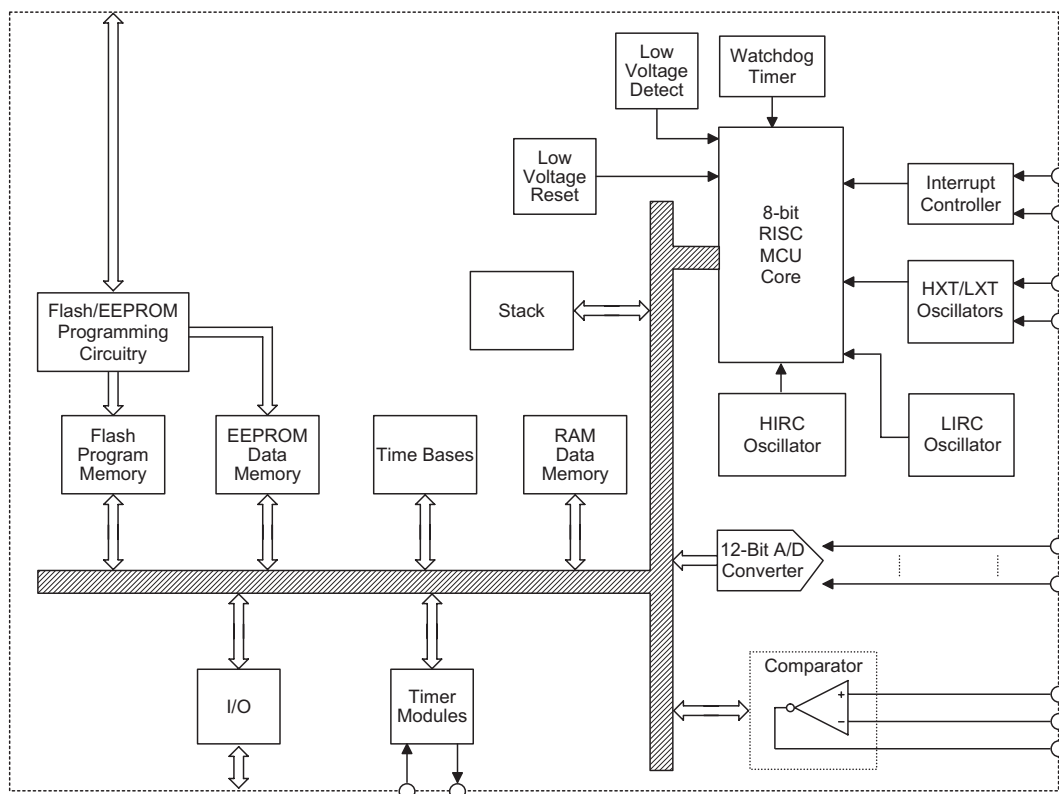 Low
Voltage
Detect
Watchdog
Timer
Low
Voltage
Reset
8-bit
RISC
MCU
Core
Interrupt
Controller
Stack
HXT/LXT
Oscillators
Flash/EEPROM
Programming
Circuitry
HIRC
Oscillator
LIRC
Oscillator
Flash
Program
Memory
EEPROM
Data
Memory
Time Bases
RAM
Data
Memory
12-Bit A/D
Converter
Comparator
+
−
I/O
Timer
Modules